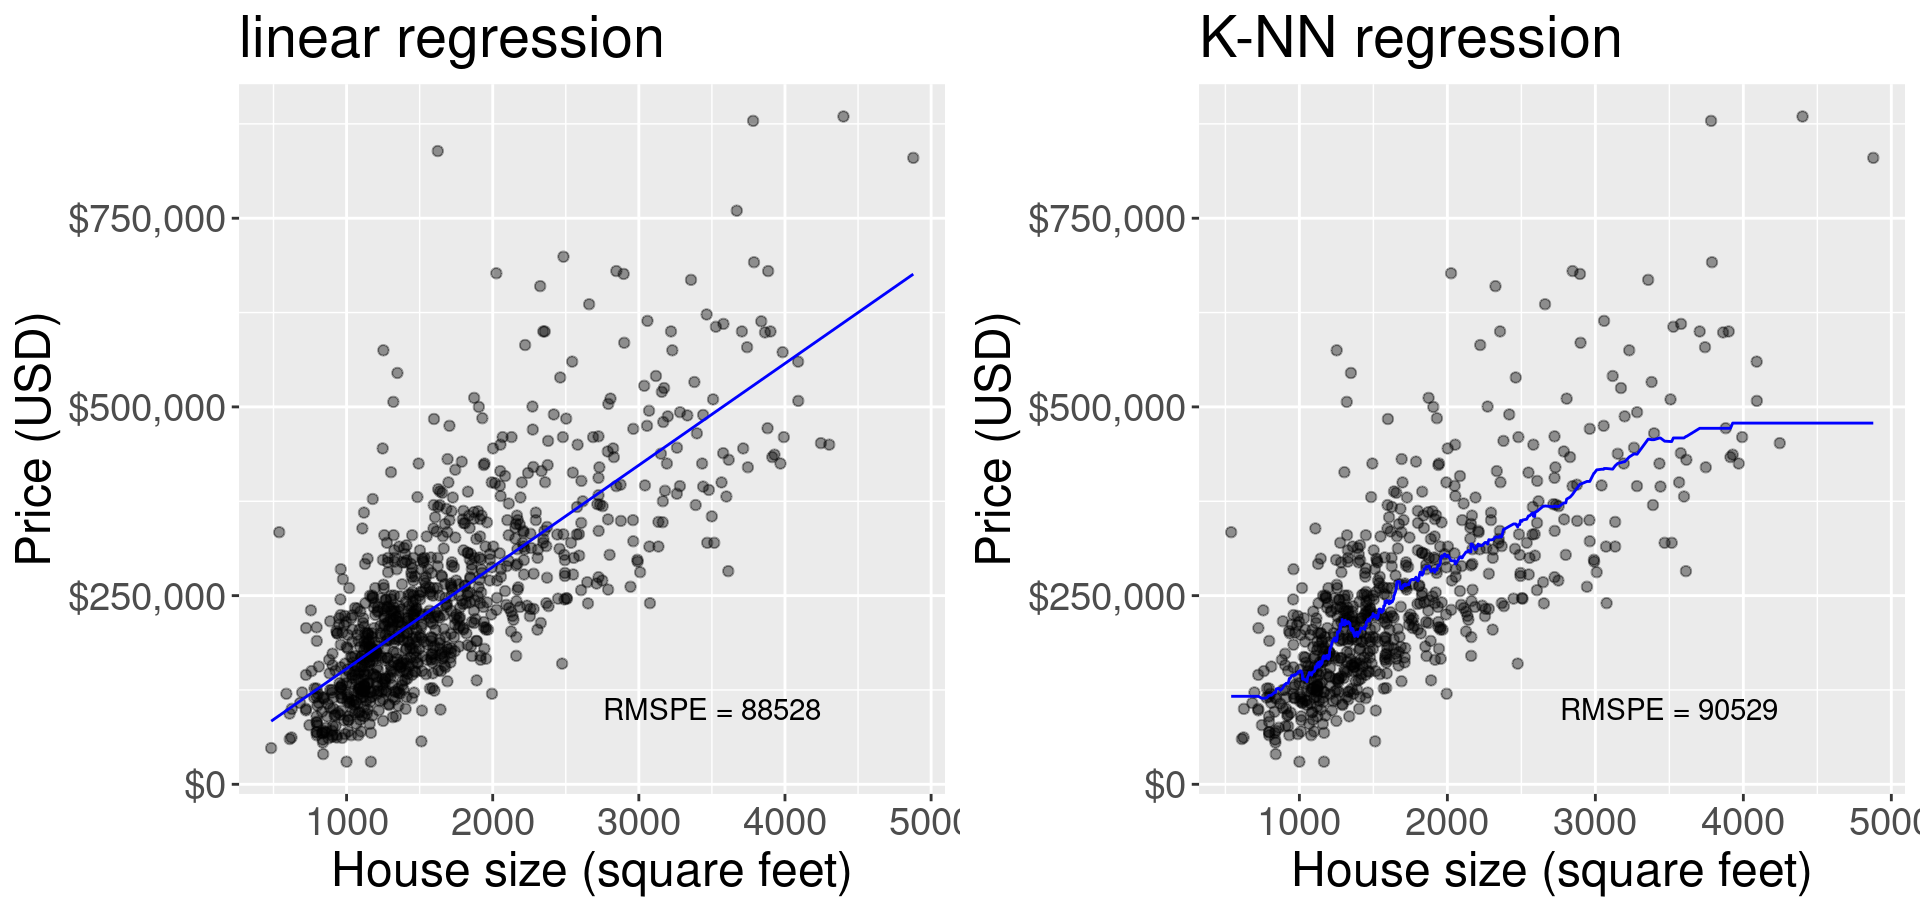 linear regression
Price (USD)
$750,000
$500,000
$250,000
$0
1000 2000 3000 4000
RMSPE = 88528
House size (square feet)
K-NN regression
Price (USD)
$750,000
$500,000
$250,000
$0
1000 2000 3000 4000
RMSPE = 90529
House size (square feet)